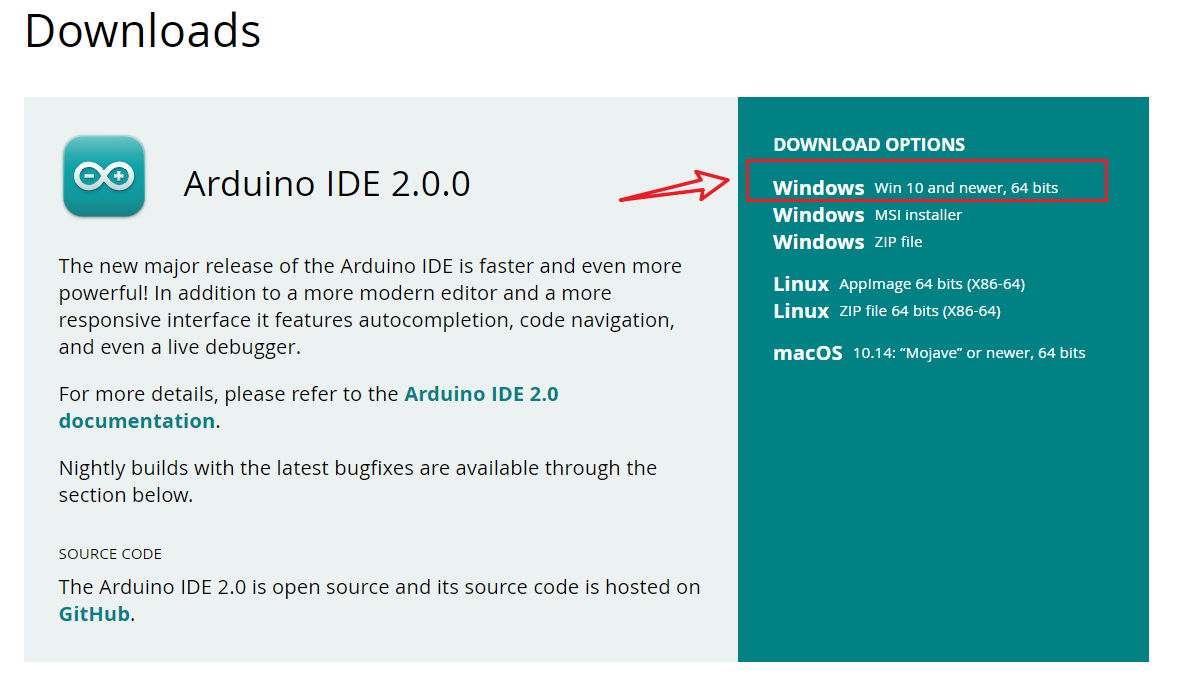 Downloads
Arduino IDE 2.0.0
The new major release of the Arduino IDE is faster and even more
powerful! In addition to a more modern editor and a more
responsive interface it features autocompletion, code navigation,
and even a live debugger.
For more details, please refer to the Arduino IDE 2.0
documentation.
Nightly builds with the latest bugfixes are available through the
section below.
SOURCE CODE
The Arduino IDE 2.0 is open source and its source code is hosted on
GitHub.
DOWNLOAD OPTIONS
Windows Win 10 and newer, 64 bits
Windows MSI installer
Windows ZIP file
Linux AppImage 64 bits (X86-64)
Linux ZIP file 64 bits (X86-64)
macOS 10.14: “Mojave” or newer, 64 bits